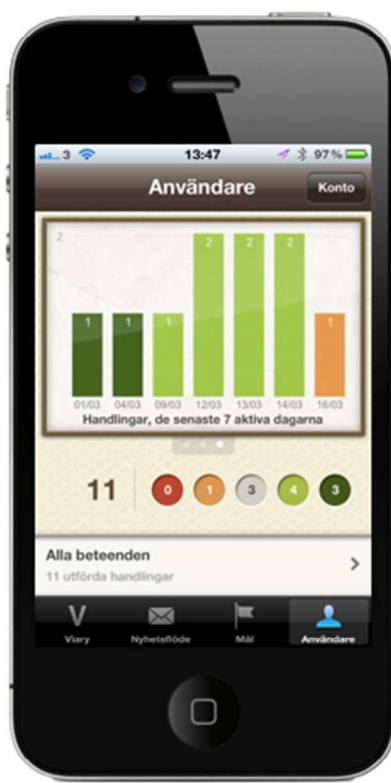 3 13:47 97%
Användare Konto
2
1 1 1 2 2 2 1
01/03 04/03 09/03 12/03 13/03 14/03 16/03
Handlingar, de senaste 7 aktiva dagarna
11 0 1 3 4 3
Alla beteenden
11 utförda handlingar
V
Viary Nyhetsflöde Mål Användare